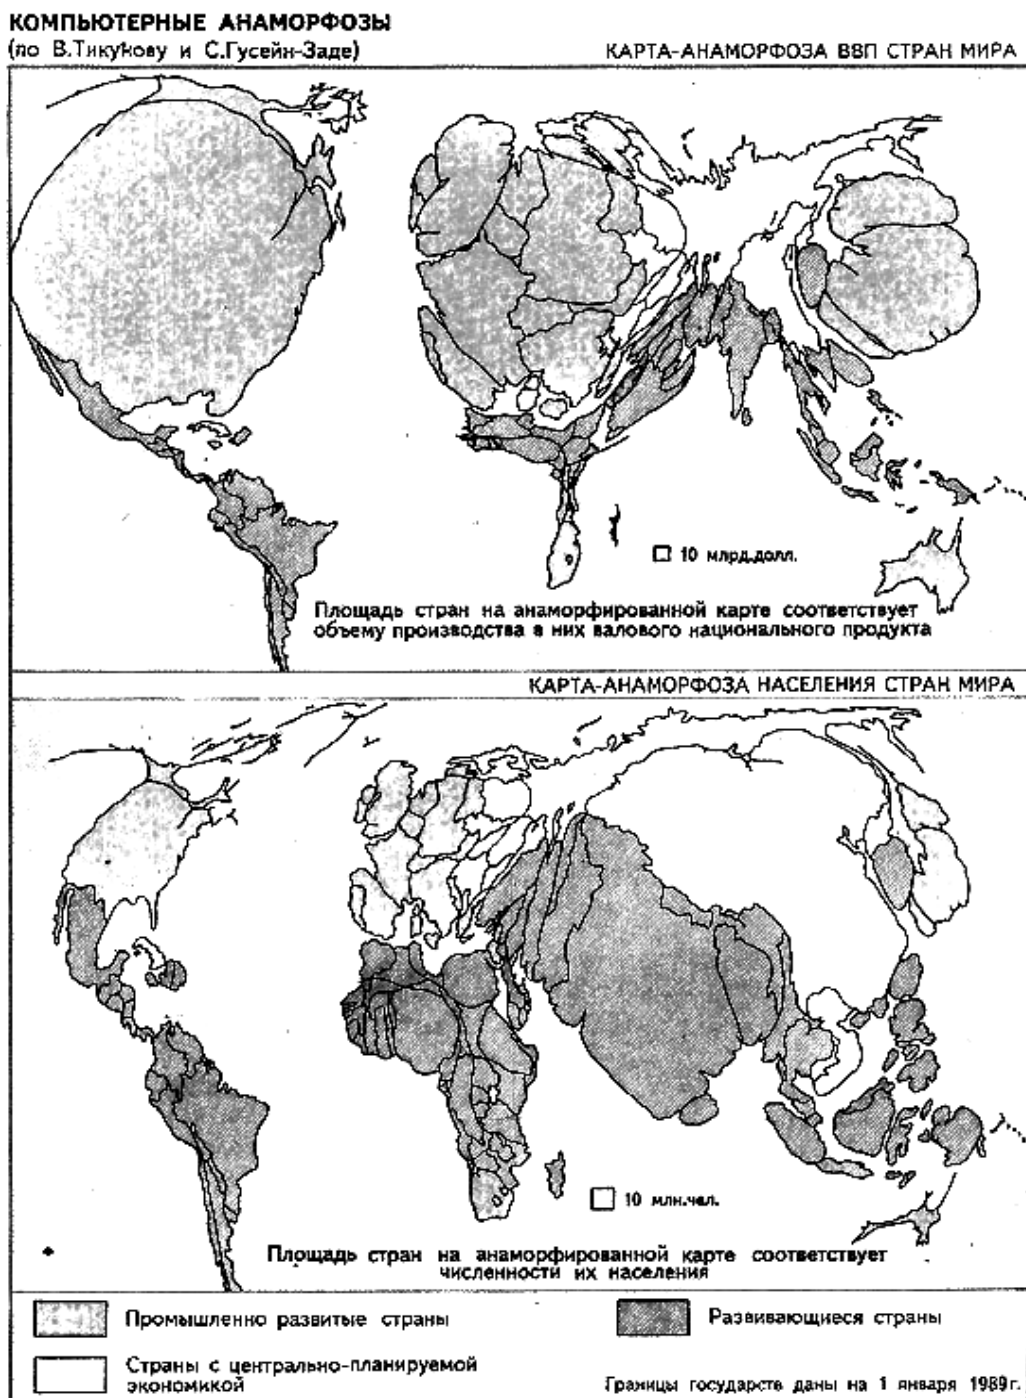 КОМПЬЮТЕРНЫЕ АНАМОРФОЗЫ
(по В.Тикунову и С.Гусейн-Заде)
КАРТА-АНАМОРФОЗА ВВП СТРАН МИРА
10 млрд.долл.
Площадь стран на анаморфированной карте соответствует
объему производства в них валового национального продукта
КАРТА-АНАМОРФОЗА НАСЕЛЕНИЯ СТРАН МИРА
10 млн.чел.
Площадь стран на анаморфированной карте соответствует
численности их населения
Промышленно развитые страны
Развивающиеся страны
Страны с центрально-планируемой
экономикой
Границы государств даны на 1 января 1989г.